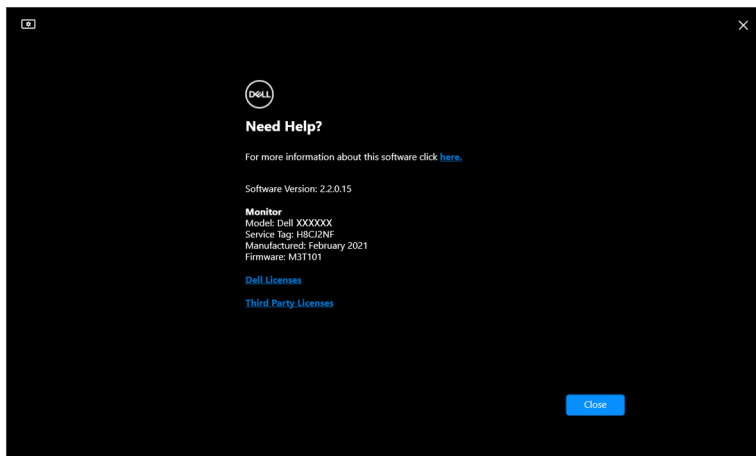 DELL
Need Help?
For more information about this software click here.
Software Version: 2.2.0.15
Monitor
Model: Dell XXXXXX
Service Tag: H8CJ2NF
Manufactured: February 2021
Firmware: M3T101
Dell Licenses
Third Party Licenses
Close